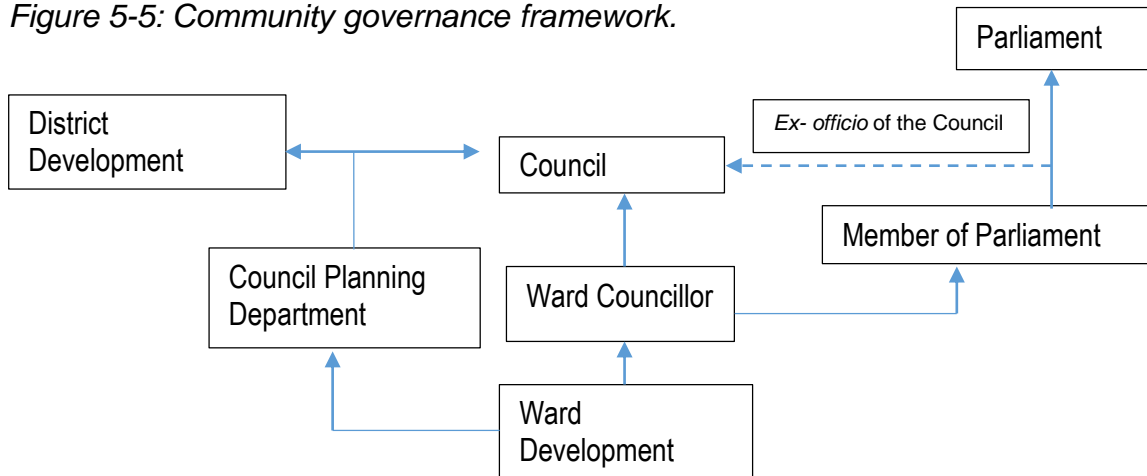 Figure 5-5: Community governance framework.
Parliament
District
Development
Ex- officio of the Council
Council
Member of Parliament
Council Planning
Department
Ward Councillor
Ward
Development